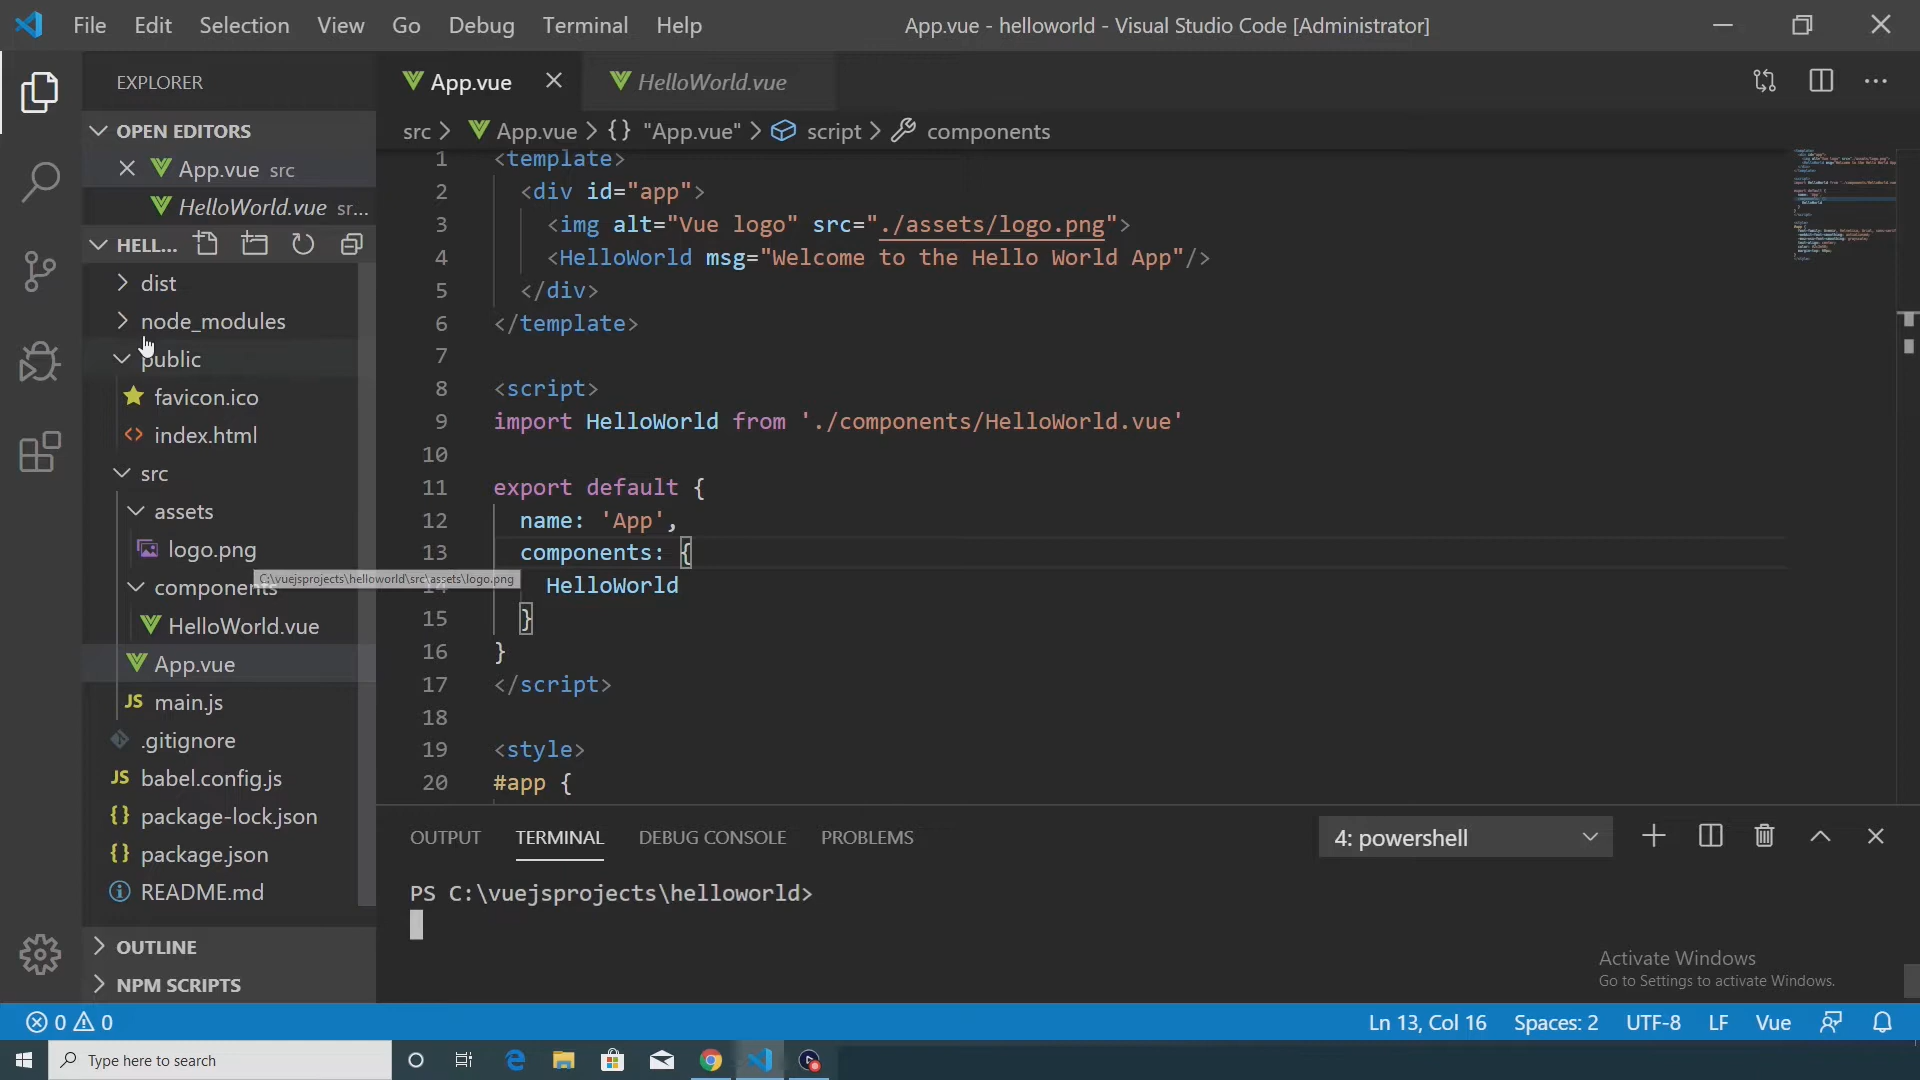 File Edit Selection View Go Debug Terminal Help
App.vue - helloworld - Visual Studio Code [Administrator]
EXPLORER
OPEN EDITORS
App.vue src
HelloWorld.vue sr...
HELL...
dist
node_modules
public
favicon.ico
index.html
src
assets
logo.png
C:\vuejsprojects\helloworld\src\assets\logo.png
components
HelloWorld.vue
App.vue
main.js
.gitignore
babel.config.js
package-lock.json
package.json
README.md
OUTLINE
NPM SCRIPTS
App.vue HelloWorld.vue
src > App.vue > {} "App.vue" > script > components
1 <template>
2 <div id="app">
3 <img alt="Vue logo" src="./assets/logo.png">
4 <HelloWorld msg="Welcome to the Hello World App"/>
5 </div>
6 </template>
7
8 <script>
9 import HelloWorld from './components/HelloWorld.vue'
10
11 export default {
12 name: 'App',
13 components: {
14 HelloWorld
15 }
16 }
17 </script>
18
19 <style>
20 #app {
OUTPUT TERMINAL DEBUG CONSOLE PROBLEMS
4: powershell
PS C:\vuejsprojects\helloworld>
Activate Windows
Go to Settings to activate Windows.
0 0
Ln 13, Col 16 Spaces: 2 UTF-8 LF Vue
Type here to search